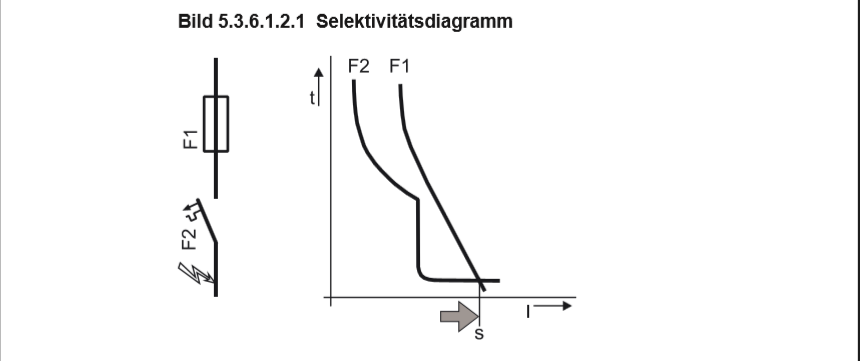 Bild 5.3.6.1.2.1 Selektivitätsdiagramm
F2 F1
t
F1
F2
I
s